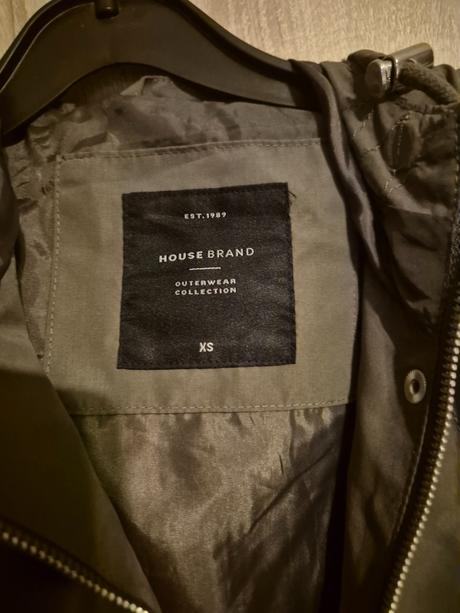 EST.1989
HOUSE BRAND
OUTERWEAR
COLLECTION
XS